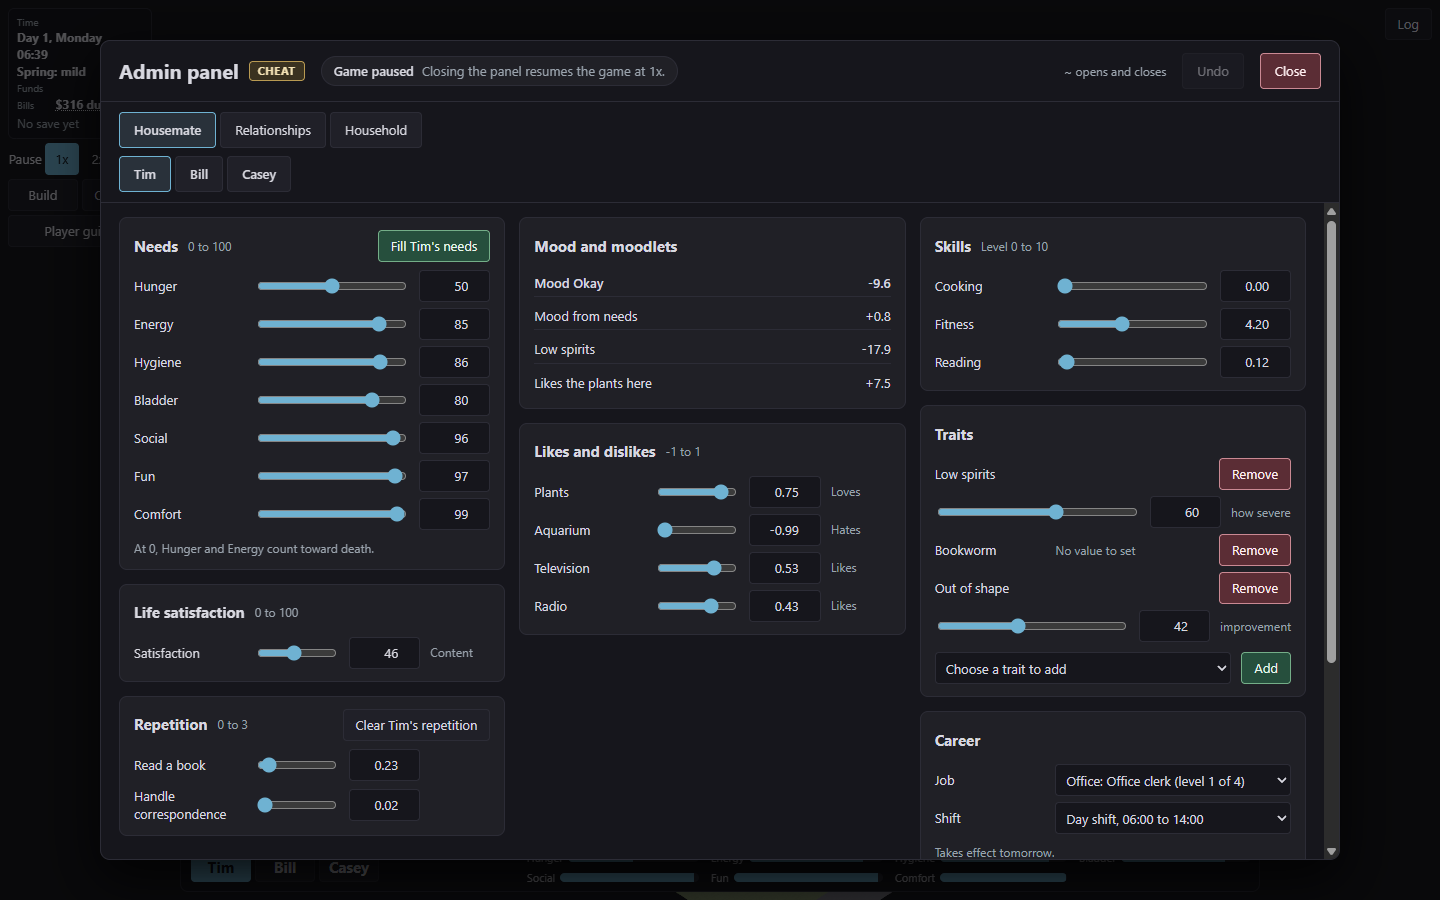 Time
Day 1, Monday
06:39
Spring: mild
Funds
Bills $316 du
No save yet
Pause 1x 2
Build C
Player gui
Log
Admin panel CHEAT Game paused Closing the panel resumes the game at 1x. ~ opens and closes Undo Close
Housemate Relationships Household
Tim Bill Casey
Needs 0 to 100 Fill Tim's needs
Hunger 50
Energy 85
Hygiene 86
Bladder 80
Social 96
Fun 97
Comfort 99
At 0, Hunger and Energy count toward death.
Life satisfaction 0 to 100
Satisfaction 46 Content
Repetition 0 to 3 Clear Tim's repetition
Read a book 0.23
Handle correspondence 0.02
Mood and moodlets
Mood Okay -9.6
Mood from needs +0.8
Low spirits -17.9
Likes the plants here +7.5
Likes and dislikes -1 to 1
Plants 0.75 Loves
Aquarium -0.99 Hates
Television 0.53 Likes
Radio 0.43 Likes
Skills Level 0 to 10
Cooking 0.00
Fitness 4.20
Reading 0.12
Traits
Low spirits Remove
60 how severe
Bookworm No value to set Remove
Out of shape Remove
42 improvement
Choose a trait to add Add
Career
Job Office: Office clerk (level 1 of 4)
Shift Day shift, 06:00 to 14:00
Takes effect tomorrow.
Tim Bill Casey
Social Fun Comfort